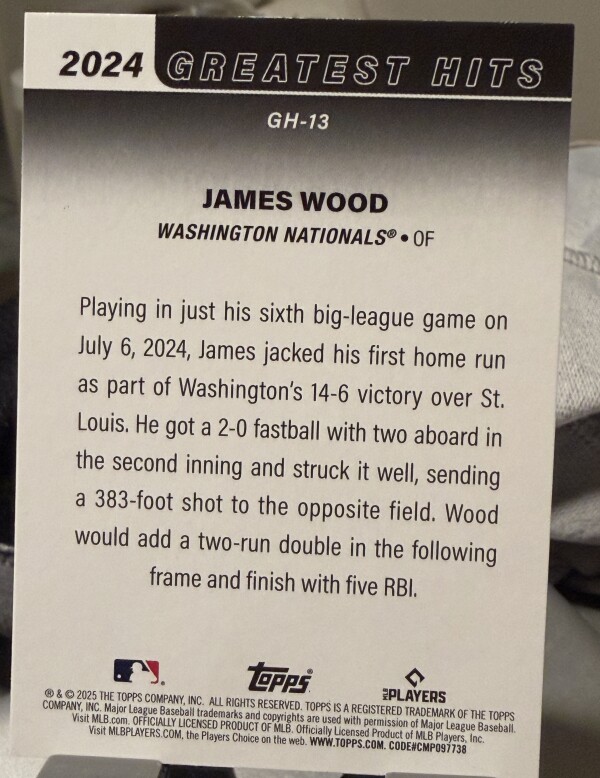 2024 GREATEST HITS
GH-13
JAMES WOOD
WASHINGTON NATIONALS® • OF
Playing in just his sixth big-league game on
July 6, 2024, James jacked his first home run
as part of Washington's 14-6 victory over St.
Louis. He got a 2-0 fastball with two aboard in
the second inning and struck it well, sending
a 383-foot shot to the opposite field. Wood
would add a two-run double in the following
frame and finish with five RBI.
Topps® MLB PLAYERS
® & © 2025 THE TOPPS COMPANY, INC. ALL RIGHTS RESERVED. TOPPS IS A REGISTERED TRADEMARK OF THE TOPPS
COMPANY, INC. Major League Baseball trademarks and copyrights are used with permission of Major League Baseball.
Visit MLB.com. OFFICIALLY LICENSED PRODUCT OF MLB. Officially Licensed Product of MLB Players, Inc.
Visit MLBPLAYERS.COM, the Players Choice on the web. WWW.TOPPS.COM. CODE#CMP097738